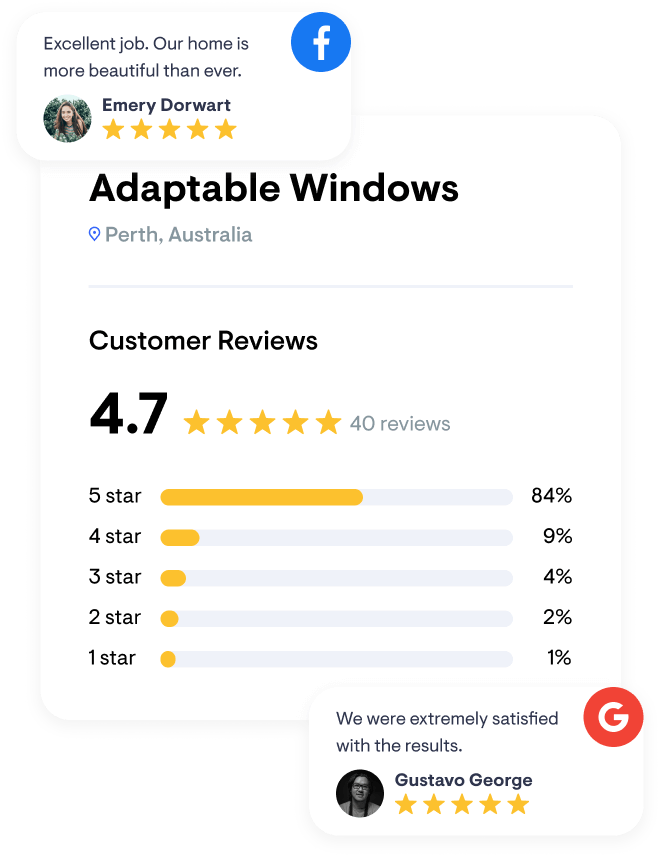 Excellent job. Our home is
more beautiful than ever.
Emery Dorwart
Adaptable Windows
Perth, Australia
Customer Reviews
4.7 40 reviews
5 star 84%
4 star 9%
3 star 4%
2 star 2%
1 star 1%
We were extremely satisfied
with the results.
Gustavo George